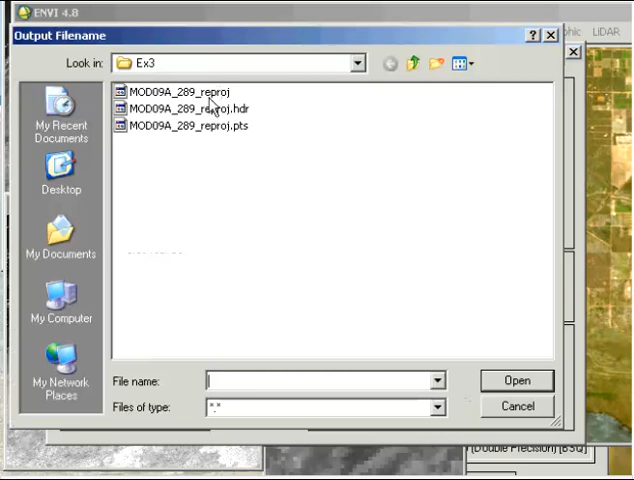 ENVI 4.8
Output Filename
phic LiDAR
Look in: Ex3
MOD09A_289_reproj
MOD09A_289_reproj.hdr
MOD09A_289_reproj.pts
My Recent
Documents
Desktop
My Documents
My Computer
My Network
Places
File name:
Open
Files of type: *.*
Cancel
(Double Precision) [BSQ]